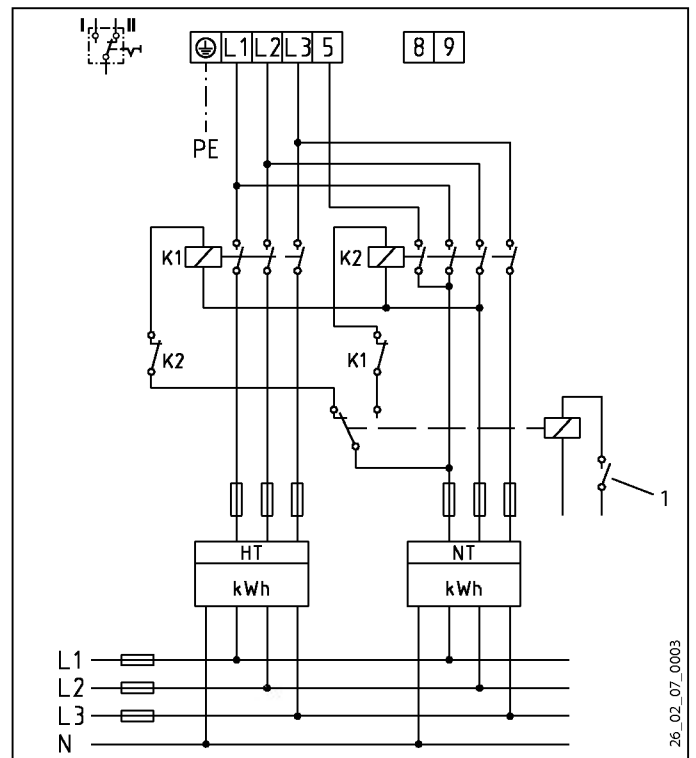 I II
L1 L2 L3 5 8 9
PE
K1 K2
K2 K1
1
HT NT
kWh kWh
L1
L2
L3
N
26_02_07_0003